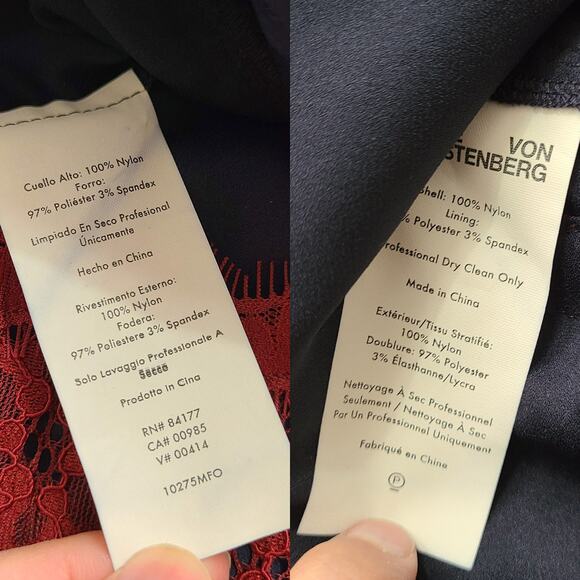 Cuello Alto: 100% Nylon
Forro:
97% Poliéster 3% Spandex
Limpiado En Seco Profesional
Únicamente
Hecho en China
Rivestimento Esterno:
100% Nylon
Fodera:
97% Poliestere 3% Spandex
Solo Lavaggio Professionale A
Secco
Prodotto in Cina
RN# 84177
CA# 00985
V# 00414
10275MFO
VON
STENBERG
Shell: 100% Nylon
Lining:
% Polyester 3% Spandex
Professional Dry Clean Only
Made in China
Extérieur/Tissu Stratifié:
100% Nylon
Doublure: 97% Polyester
3% Élasthanne/Lycra
Nettoyage À Sec Professionnel
Seulement / Nettoyage À Sec
Par Un Professionnel Uniquement
Fabriqué en China
P